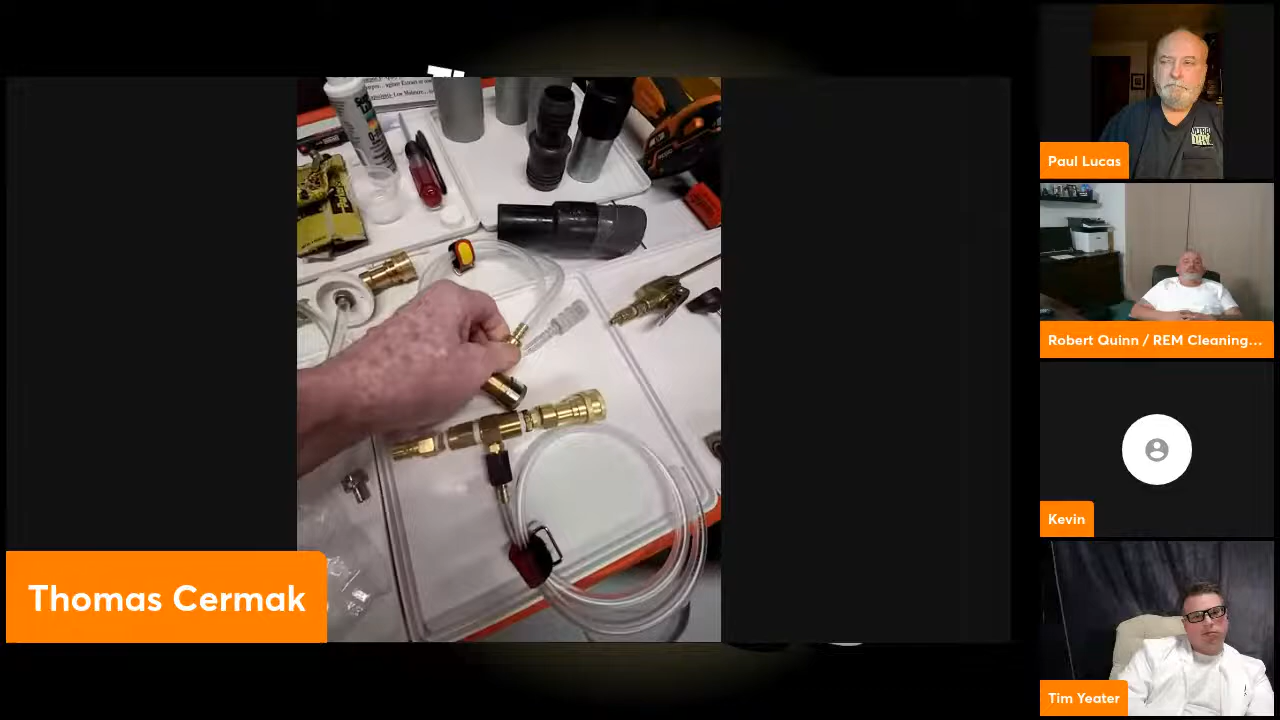 Thomas Cermak
Paul Lucas
Robert Quinn / REM Cleaning...
Kevin
Tim Yeater